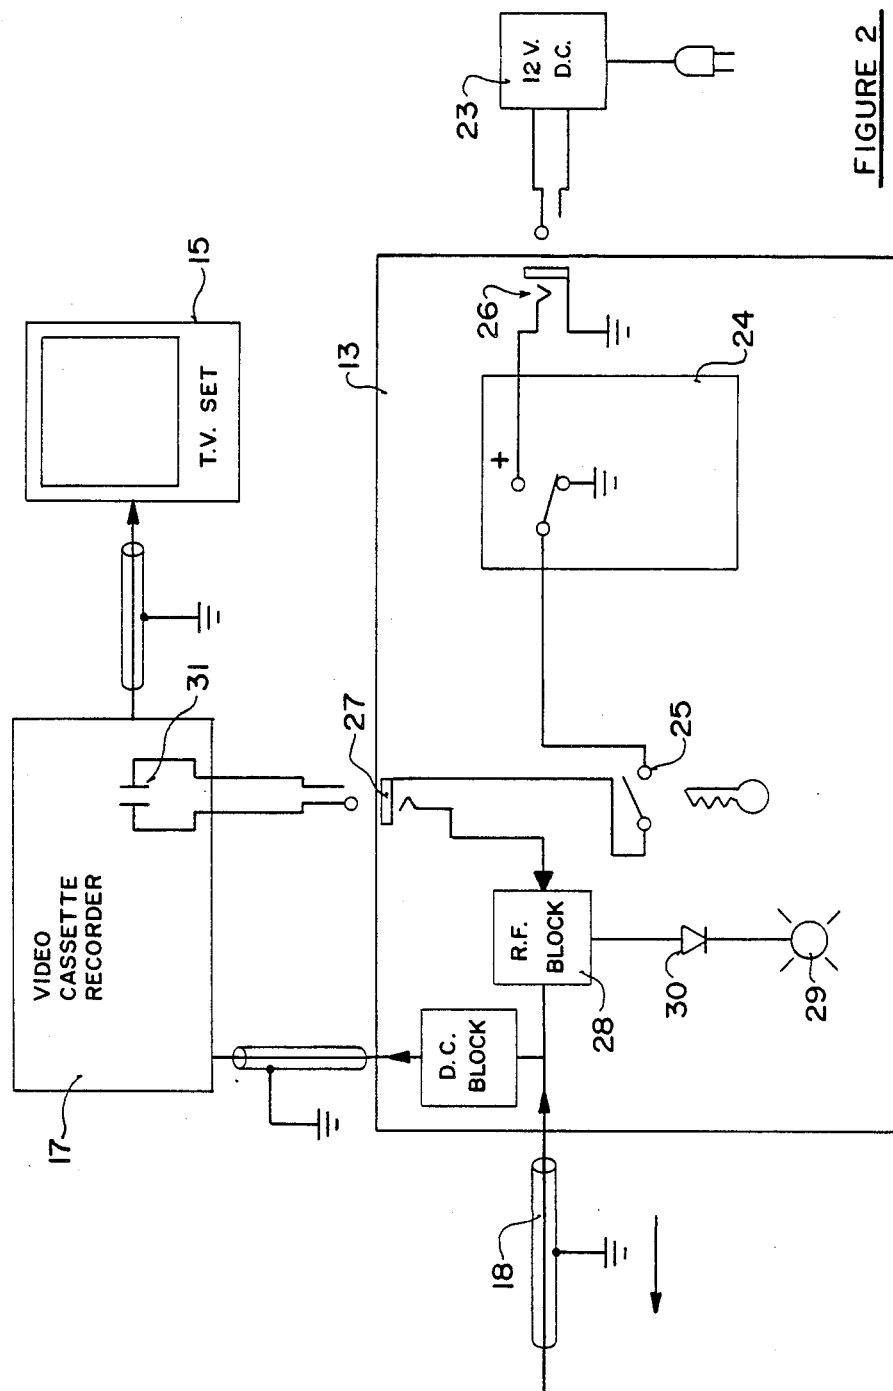 17
VIDEO
CASSETTE
RECORDER
31
15
T.V. SET
27
13
23
12 V.
D.C.
26
24
+
25
D.C.
BLOCK
R.F.
BLOCK
28
30
29
18
FIGURE 2